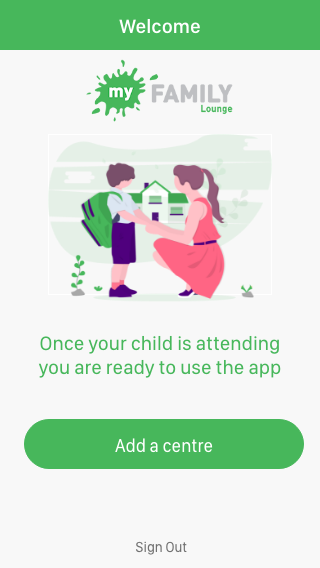 Welcome
my FAMILY
Lounge
Once your child is attending
you are ready to use the app
Add a centre
Sign Out